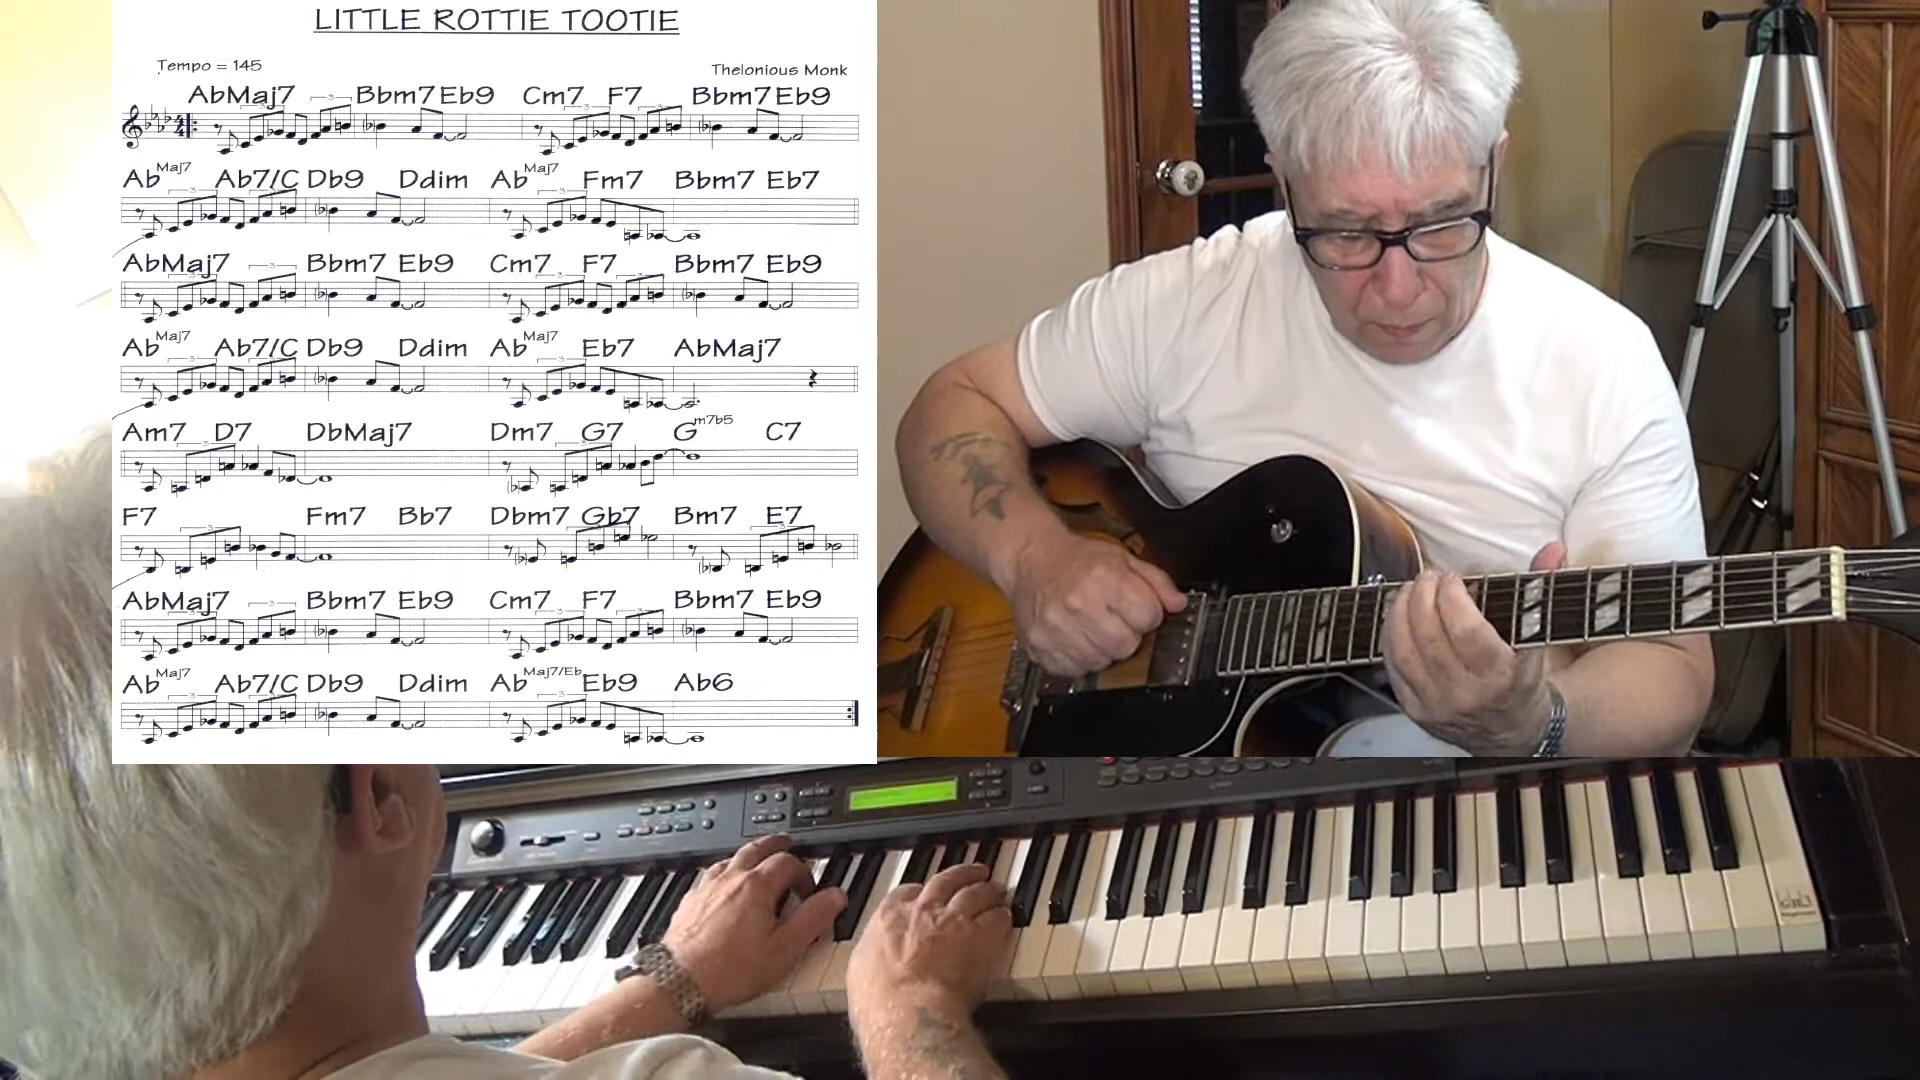 LITTLE ROTTIE TOOTIE
Tempo = 145
Thelonious Monk
AbMaj7 Bbm7 Eb9 Cm7 F7 Bbm7 Eb9
AbMaj7 Ab7/C Db9 Ddim AbMaj7 Fm7 Bbm7 Eb7
AbMaj7 Bbm7 Eb9 Cm7 F7 Bbm7 Eb9
AbMaj7 Ab7/C Db9 Ddim AbMaj7 Eb7 AbMaj7
Am7 D7 DbMaj7 Dm7 G7 Gm7b5 C7
F7 Fm7 Bb7 Dbm7 Gb7 Bm7 E7
AbMaj7 Bbm7 Eb9 Cm7 F7 Bbm7 Eb9
AbMaj7 Ab7/C Db9 Ddim AbMaj7/Eb Eb9 Ab6